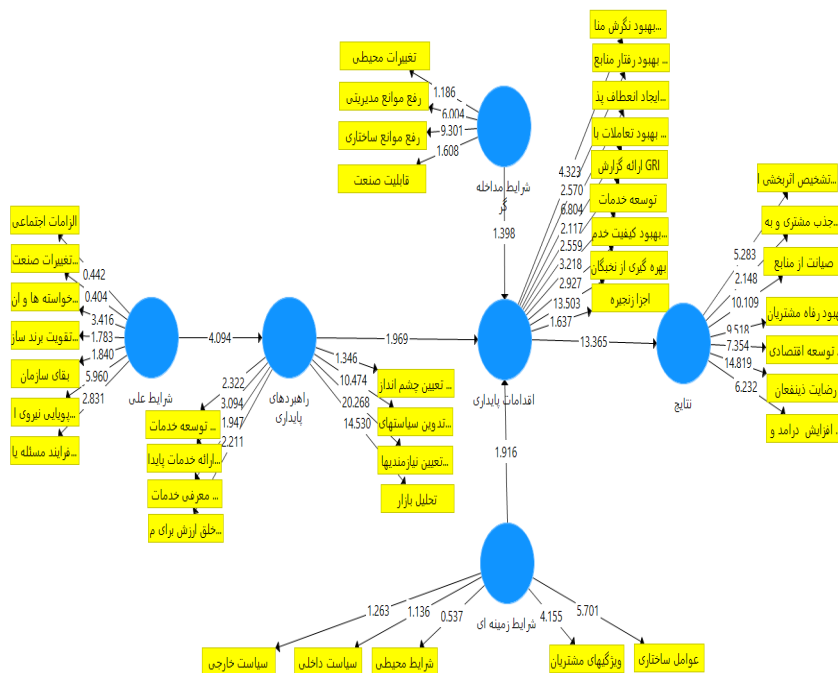 تغییرات محیطی
رفع موانع مدیریتی
رفع موانع ساختاری
قابلیت صنعت
1.186
6.004
9.301
1.608
شرایط مداخله
گر
1.398
بهبود نگرش منا...
بهبود رفتار منابع ...
ایجاد انعطاف پذ...
بهبود تعاملات با ...
ارائه گزارش GRI
توسعه خدمات
بهبود کیفیت خدم...
بهره گیری از نخبگان
اجزا زنجیره
4.323
2.570
6.804
2.117
2.559
3.218
2.927
13.503
1.637
تشخیص اثربخشی ا...
جذب مشتری و به...
صیانت از منابع
بهبود رفاه مشتریان
توسعه اقتصادی
رضایت ذینفعان
افزایش درامد و ...
5.283
2.148
10.109
9.518
7.354
14.819
6.232
نتایج
13.365
اقدامات پایداری
1.969
الزامات اجتماعی
تغییرات صنعت...
خواسته ها و ان...
تقویت برند ساز...
بقای سازمان
پویایی نیروی ا...
فرایند مسئله یا...
0.442
0.404
3.416
1.783
1.840
5.960
2.831
شرایط علی
4.094
راهبردهای
پایداری
2.322
3.094
1.947
2.211
توسعه خدمات ...
ارائه خدمات پایدا...
معرفی خدمات ...
خلق ارزش برای م...
1.346
10.474
20.268
14.530
تعیین چشم انداز ...
تدوین سیاستهای...
تعیین نیازمندیها...
تحلیل بازار
1.916
شرایط زمینه ای
1.263
1.136
0.537
4.155
5.701
سیاست خارجی
سیاست داخلی
شرایط محیطی
ویژگیهای مشتریان
عوامل ساختاری